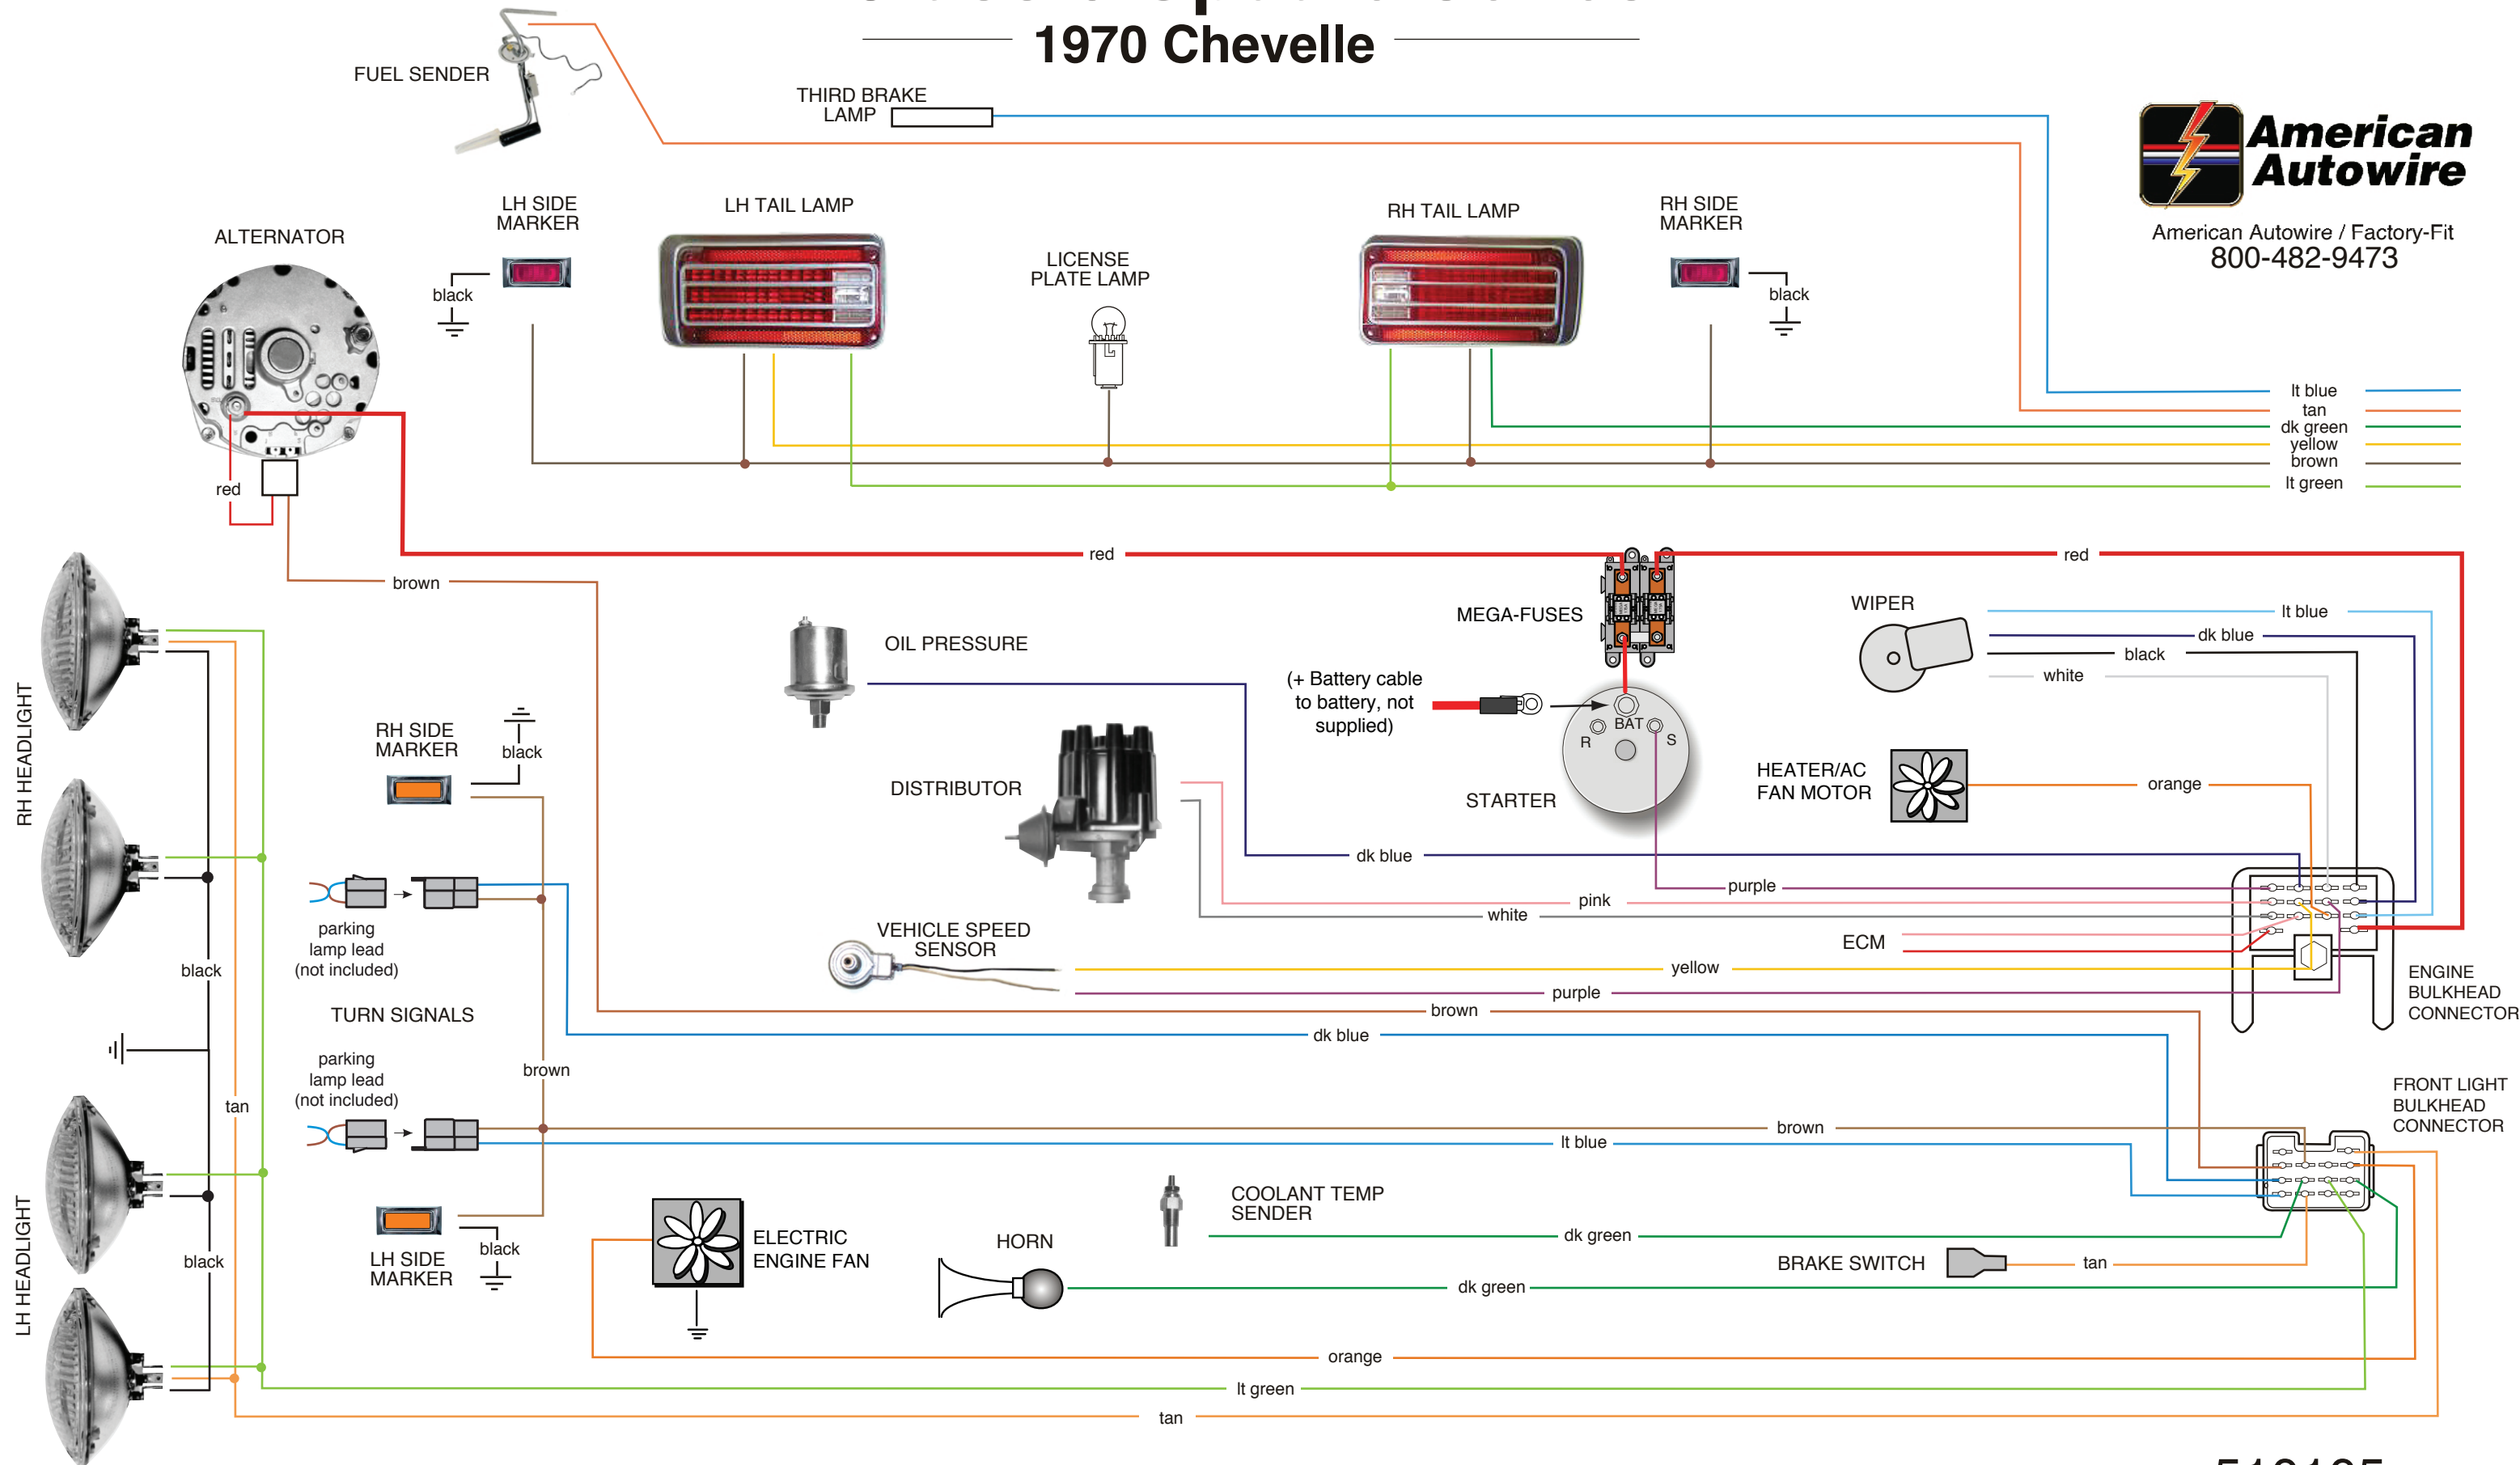 1970 Chevelle
FUEL SENDER
THIRD BRAKE
LAMP
American
Autowire
American Autowire / Factory-Fit
800-482-9473
ALTERNATOR
LH SIDE
MARKER
black
LH TAIL LAMP
LICENSE
PLATE LAMP
RH TAIL LAMP
RH SIDE
MARKER
black
lt blue
tan
dk green
yellow
brown
lt green
red
red
red
brown
MEGA-FUSES
WIPER
lt blue
dk blue
black
white
OIL PRESSURE
(+ Battery cable
to battery, not
supplied)
BAT
R
S
STARTER
HEATER/AC
FAN MOTOR
orange
RH HEADLIGHT
RH SIDE
MARKER
black
DISTRIBUTOR
dk blue
purple
pink
white
parking
lamp lead
(not included)
VEHICLE SPEED
SENSOR
ECM
yellow
purple
ENGINE
BULKHEAD
CONNECTOR
black
TURN SIGNALS
brown
dk blue
parking
lamp lead
(not included)
brown
tan
FRONT LIGHT
BULKHEAD
CONNECTOR
brown
lt blue
LH HEADLIGHT
COOLANT TEMP
SENDER
dk green
ELECTRIC
ENGINE FAN
HORN
BRAKE SWITCH
tan
black
LH SIDE
MARKER
black
dk green
orange
lt green
tan